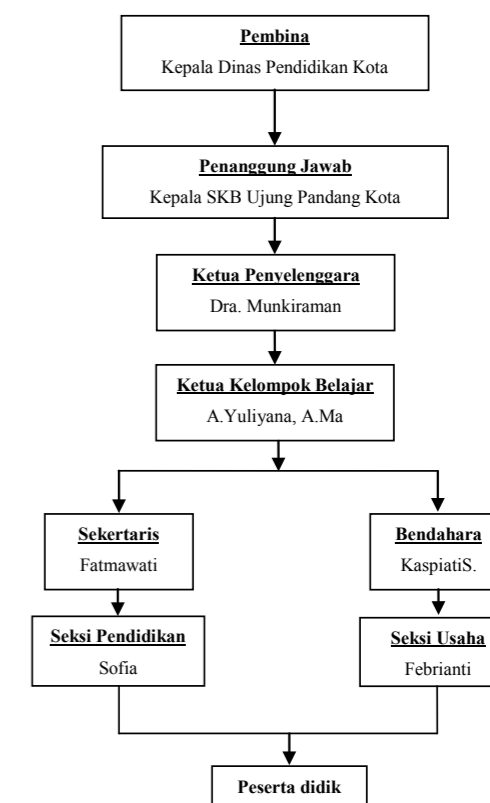 Pembina
Kepala Dinas Pendidikan Kota
Penanggung Jawab
Kepala SKB Ujung Pandang Kota
Ketua Penyelenggara
Dra. Munkiraman
Ketua Kelompok Belajar
A.Yuliyana, A.Ma
Sekertaris
Fatmawati
Bendahara
KaspiatiS.
Seksi Pendidikan
Sofia
Seksi Usaha
Febrianti
Peserta didik